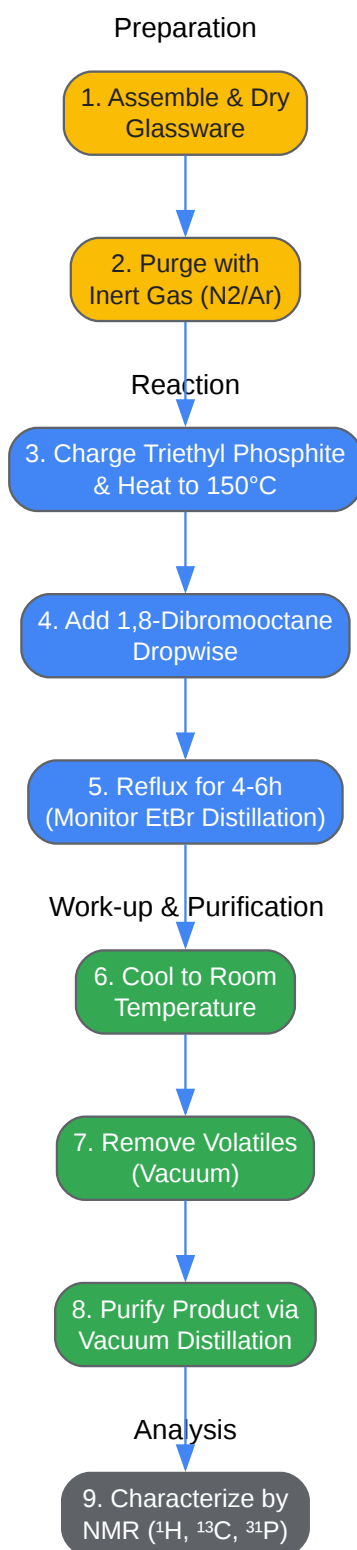 Preparation
1. Assemble & Dry
Glassware
2. Purge with
Inert Gas (N2/Ar)
Reaction
3. Charge Triethyl Phosphite
& Heat to 150°C
4. Add 1,8-Dibromooctane
Dropwise
5. Reflux for 4-6h
(Monitor EtBr Distillation)
Work-up & Purification
6. Cool to Room
Temperature
7. Remove Volatiles
(Vacuum)
8. Purify Product via
Vacuum Distillation
Analysis
9. Characterize by
NMR (¹H, ¹³C, ³¹P)